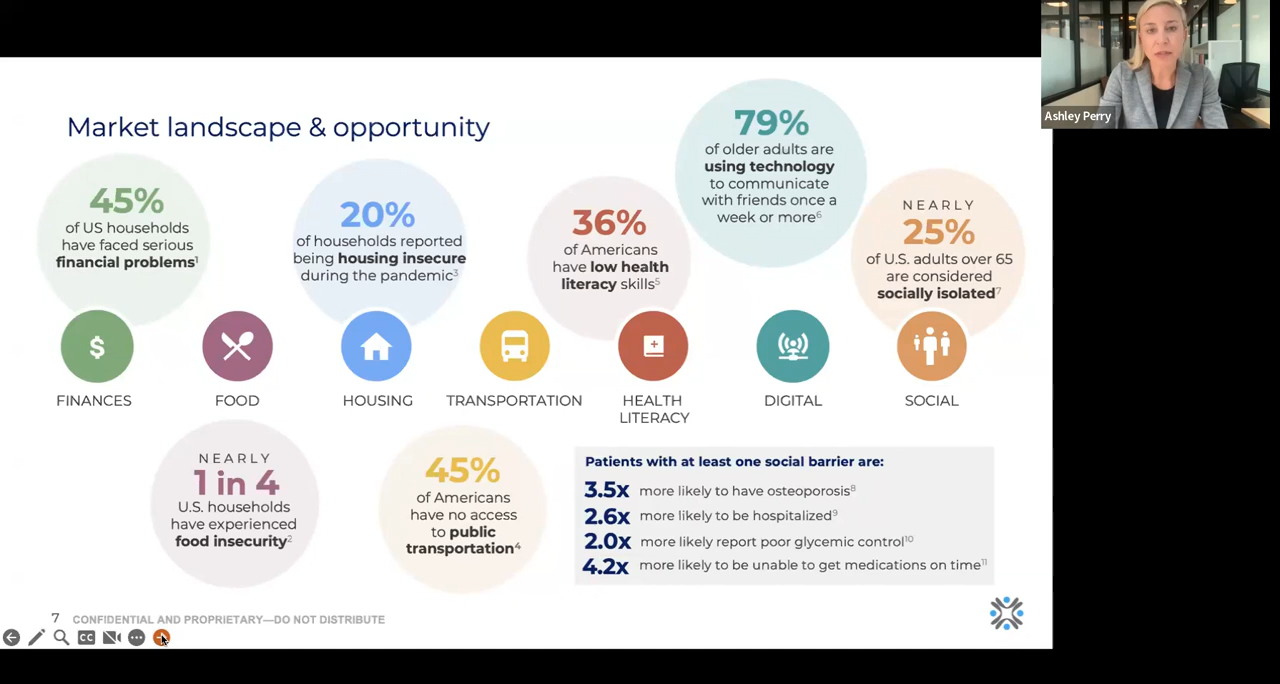 Market landscape & opportunity
45%
of US households
have faced serious
financial problems¹
20%
of households reported
being housing insecure
during the pandemic³
36%
of Americans
have low health
literacy skills⁵
79%
of older adults are
using technology
to communicate
with friends once a
week or more⁶
NEARLY
25%
of U.S. adults over 65
are considered
socially isolated⁷
$
FINANCES
FOOD
HOUSING
TRANSPORTATION
HEALTH
LITERACY
DIGITAL
SOCIAL
NEARLY
1 in 4
U.S. households
have experienced
food insecurity²
45%
of Americans
have no access
to public
transportation⁴
Patients with at least one social barrier are:
3.5x more likely to have osteoporosis⁸
2.6x more likely to be hospitalized⁹
2.0x more likely report poor glycemic control¹⁰
4.2x more likely to be unable to get medications on time¹¹
7 CONFIDENTIAL AND PROPRIETARY—DO NOT DISTRIBUTE
CC
Ashley Perry